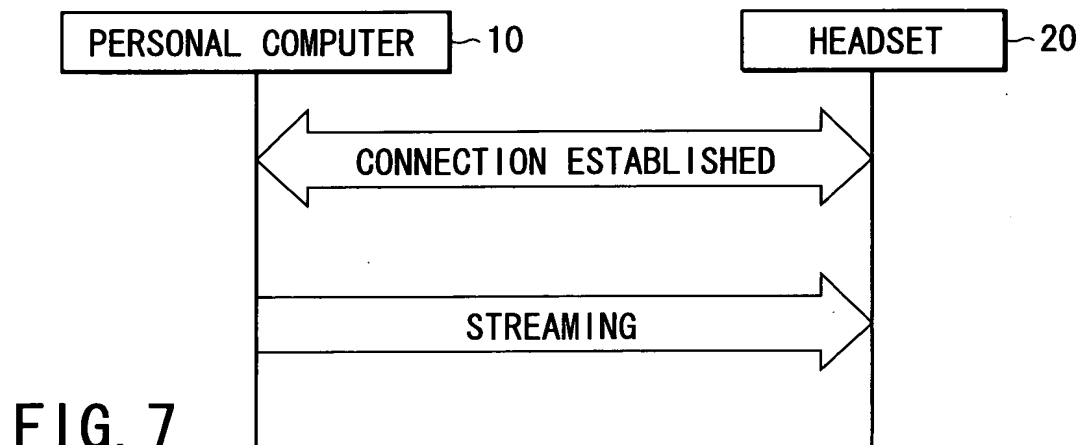 PERSONAL COMPUTER 10
HEADSET 20
CONNECTION ESTABLISHED
STREAMING
FIG. 7